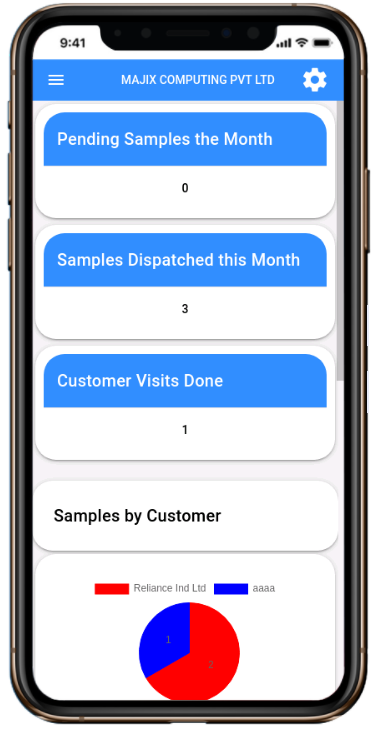 9:41
MAJIX COMPUTING PVT LTD
Pending Samples the Month
0
Samples Dispatched this Month
3
Customer Visits Done
1
Samples by Customer
Reliance Ind Ltd aaaa
1
2